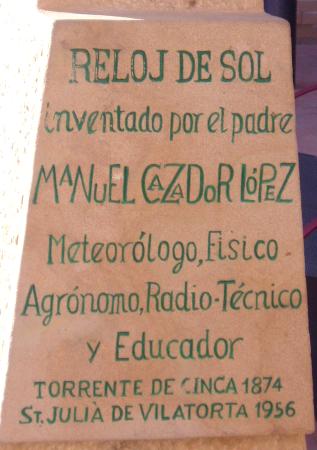 RELOJ DE SOL
inventado por el padre
MANUEL CAZADOR LÓPEZ
Meteorólogo, Fisico
Agrónomo, Radio-Técnico
y Educador
TORRENTE DE CINCA 1874
ST. JULIÀ DE VILATORTA 1956